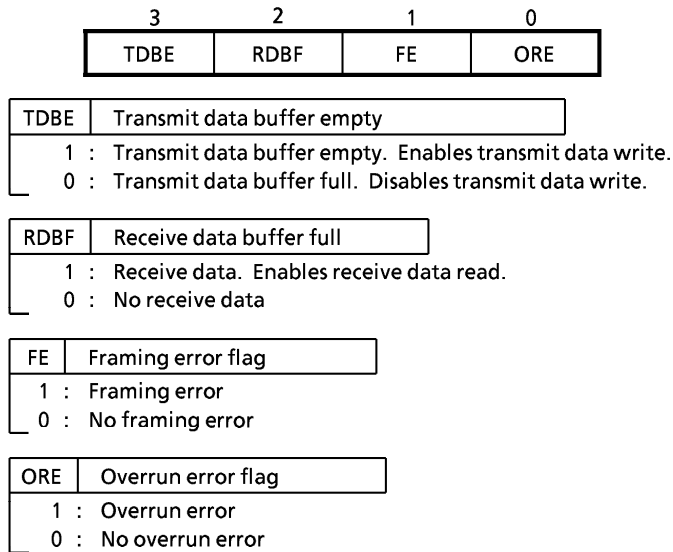 3 2 1 0
TDBE RDBF FE ORE
TDBE Transmit data buffer empty
1 : Transmit data buffer empty. Enables transmit data write.
0 : Transmit data buffer full. Disables transmit data write.
RDBF Receive data buffer full
1 : Receive data. Enables receive data read.
0 : No receive data
FE Framing error flag
1 : Framing error
0 : No framing error
ORE Overrun error flag
1 : Overrun error
0 : No overrun error